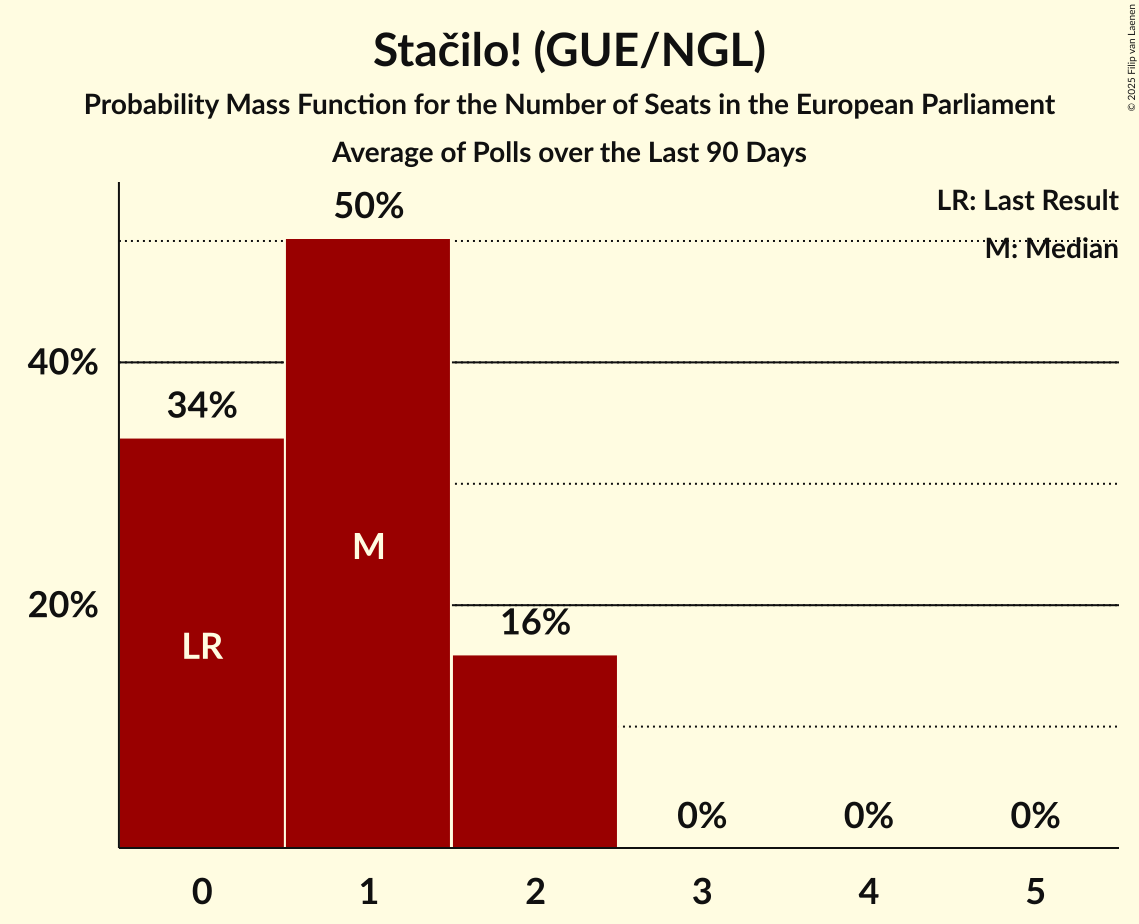 Stačilo! (GUE/NGL)
Probability Mass Function for the Number of Seats in the European Parliament
Average of Polls over the Last 90 Days
© 2025 Filip van Laenen
LR: Last Result
M: Median
50%
40%
34%
M
20%
16%
LR
0%
0%
0%
0
1
2
3
4
5